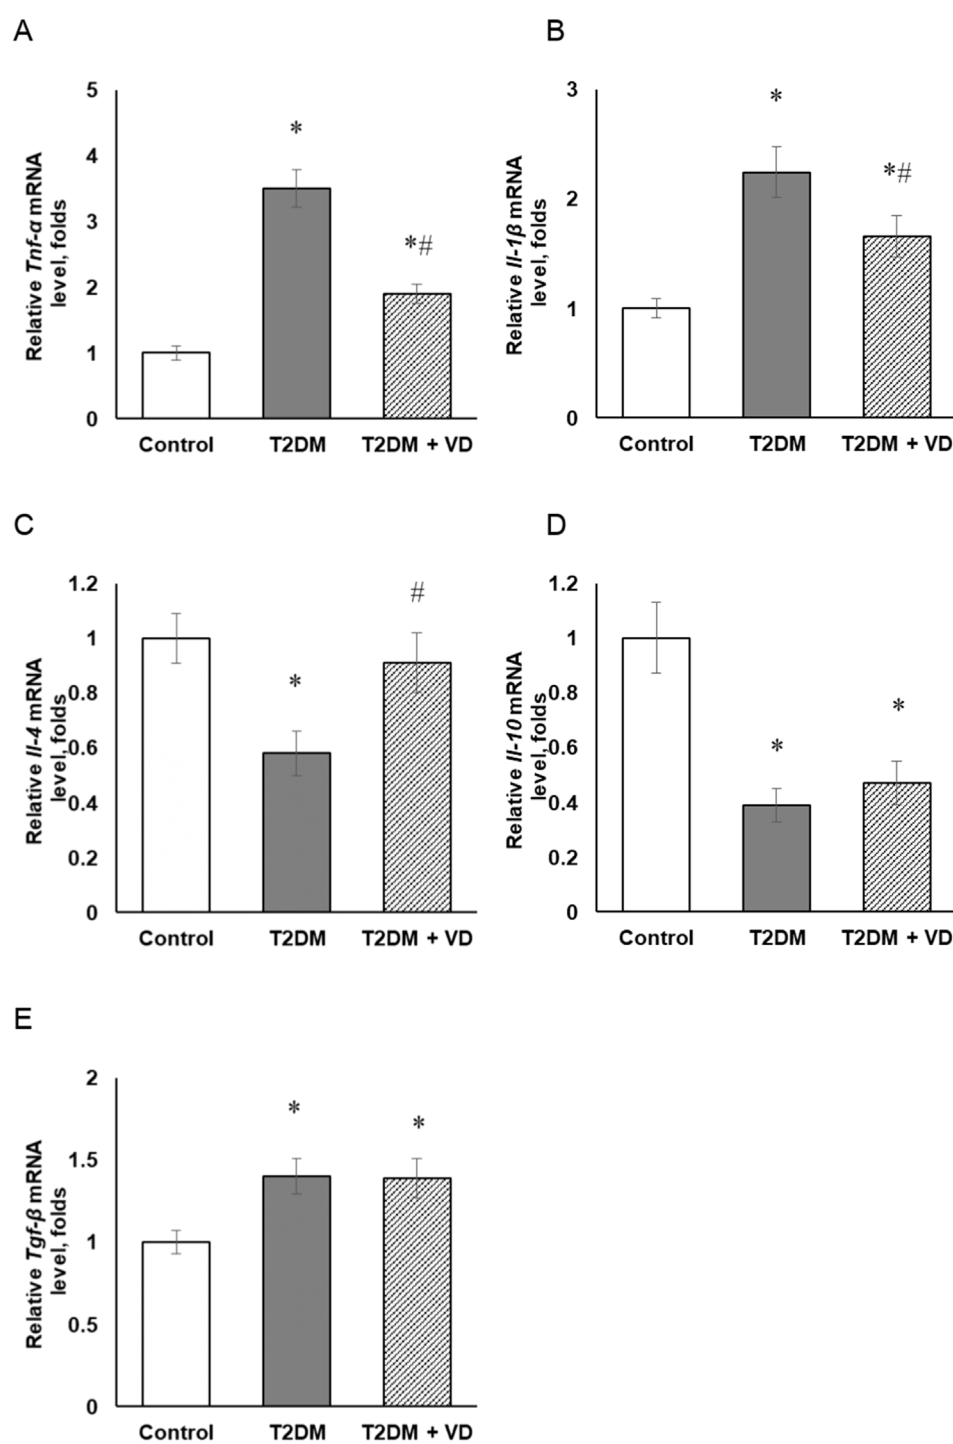 A
Relative Tnf-α mRNA
level, folds
5
4
3
2
1
0
*
*#
Control T2DM T2DM + VD
B
Relative Il-1β mRNA
level, folds
3
2
1
0
*
*#
Control T2DM T2DM + VD
C
Relative Il-4 mRNA
level, folds
1.2
1
0.8
0.6
0.4
0.2
0
*
#
Control T2DM T2DM + VD
D
Relative Il-10 mRNA
level, folds
1.2
1
0.8
0.6
0.4
0.2
0
*
*
Control T2DM T2DM + VD
E
Relative Tgf-β mRNA
level, folds
2
1.5
1
0.5
0
*
*
Control T2DM T2DM + VD